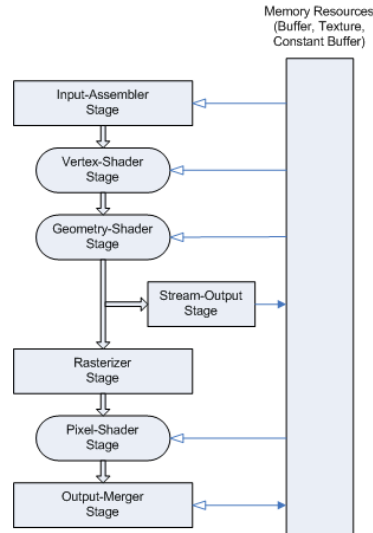 Memory Resources
(Buffer, Texture,
Constant Buffer)
Input-Assembler
Stage
Vertex-Shader
Stage
Geometry-Shader
Stage
Stream-Output
Stage
Rasterizer
Stage
Pixel-Shader
Stage
Output-Merger
Stage